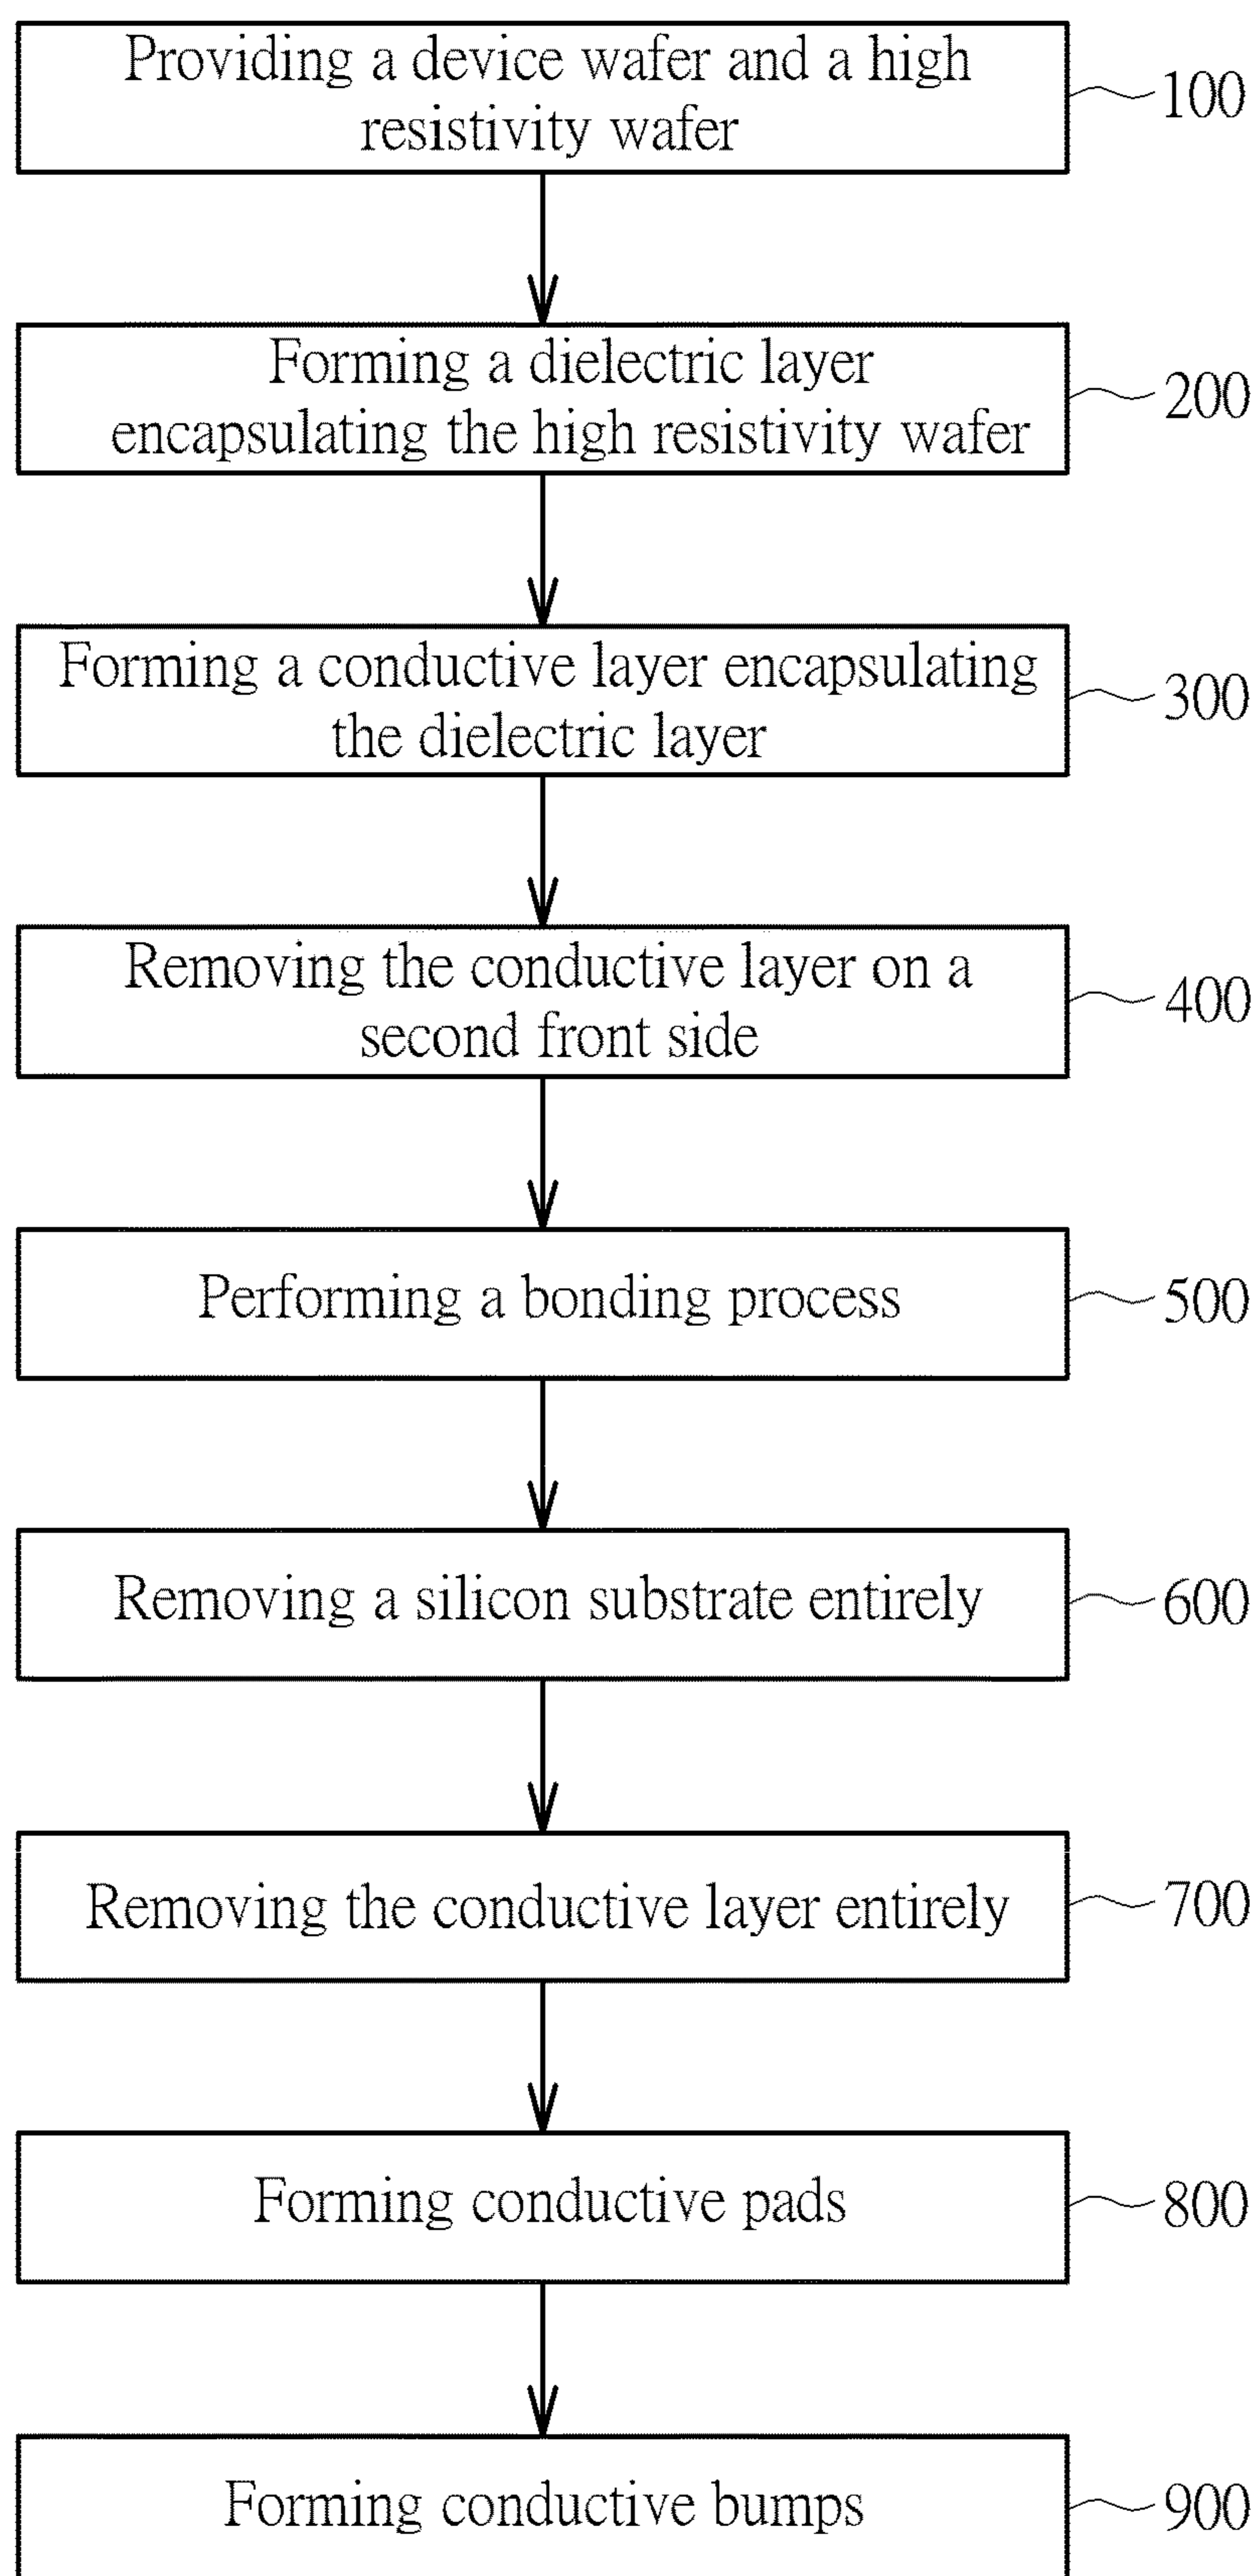 Providing a device wafer and a high
resistivity wafer
100
Forming a dielectric layer
encapsulating the high resistivity wafer
200
Forming a conductive layer encapsulating
the dielectric layer
300
Removing the conductive layer on a
second front side
400
Performing a bonding process
500
Removing a silicon substrate entirely
600
Removing the conductive layer entirely
700
Forming conductive pads
800
Forming conductive bumps
900